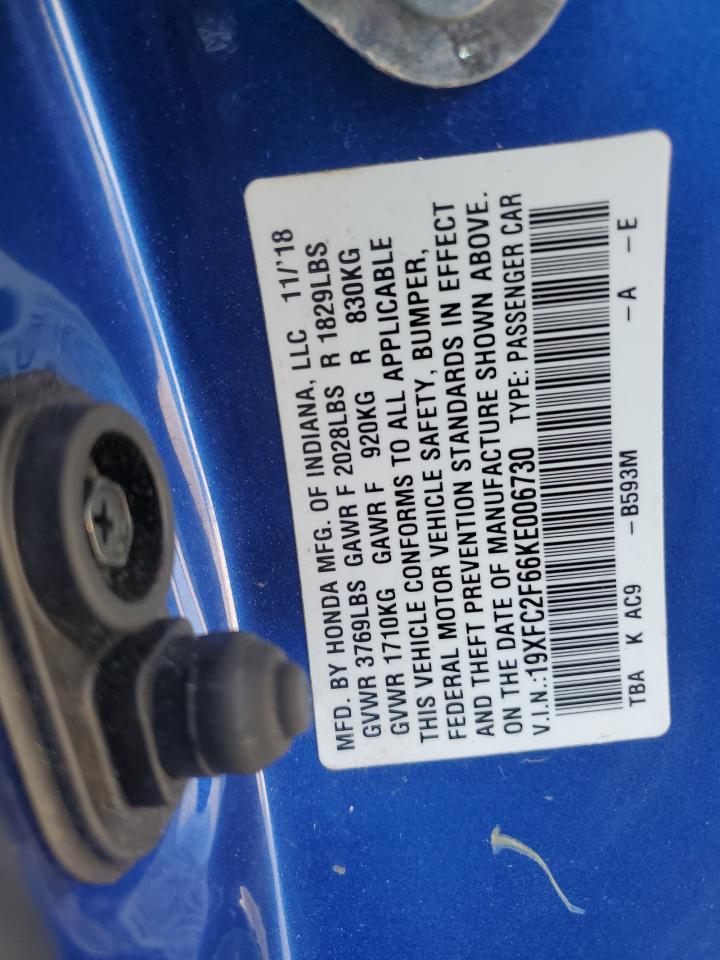 MFD. BY HONDA MFG. OF INDIANA, LLC 11/'18
GVWR 3769LBS GAWR F 2028LBS R 1829LBS
GVWR 1710KG GAWR F 920KG R 830KG
THIS VEHICLE CONFORMS TO ALL APPLICABLE
FEDERAL MOTOR VEHICLE SAFETY, BUMPER,
AND THEFT PREVENTION STANDARDS IN EFFECT
ON THE DATE OF MANUFACTURE SHOWN ABOVE.
V.I.N.:19XFC2F66KE006730 TYPE: PASSENGER CAR
TBA K AC9 -B593M -A -E